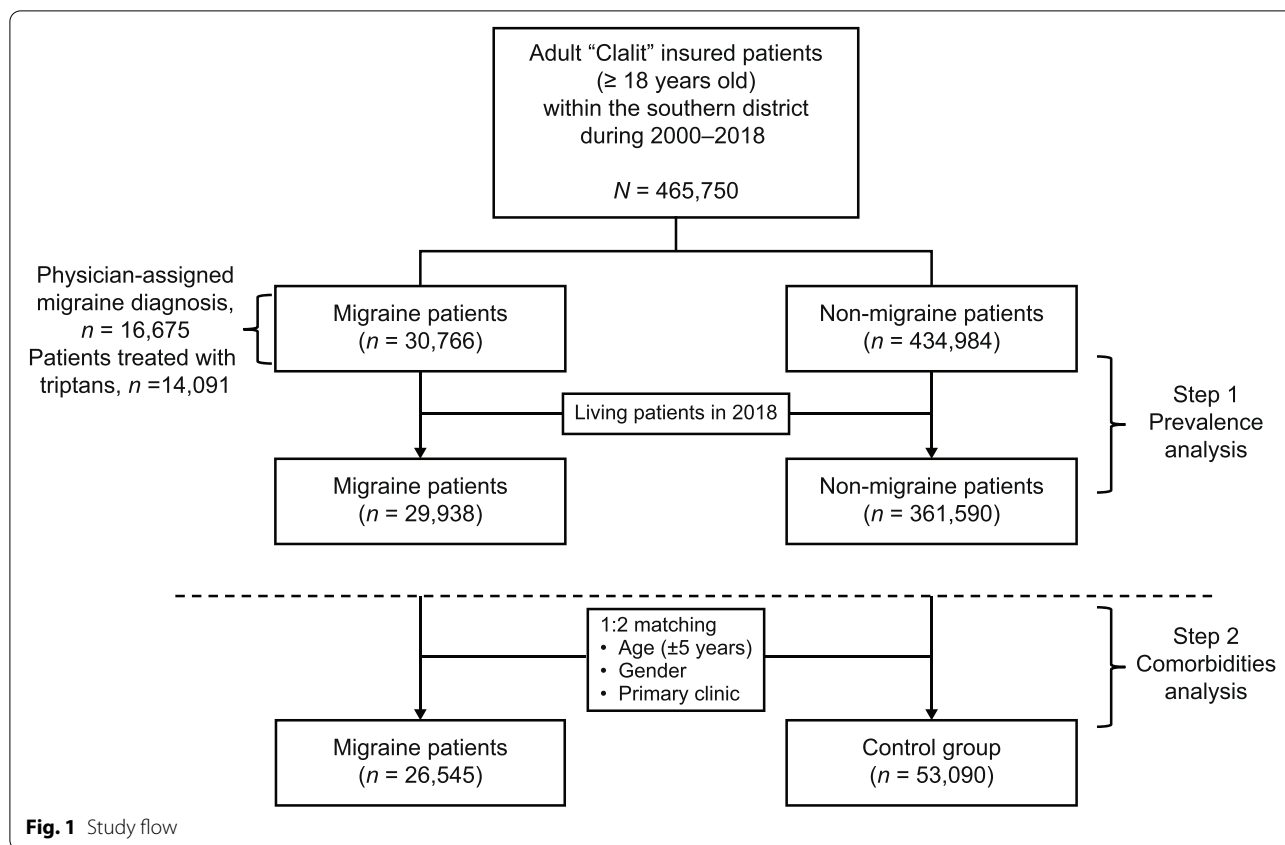 Adult “Clalit” insured patients
(≥ 18 years old)
within the southern district
during 2000–2018
N = 465,750
Physician-assigned
migraine diagnosis,
n = 16,675
Patients treated with
triptans, n =14,091
Migraine patients
(n = 30,766)
Non-migraine patients
(n = 434,984)
Living patients in 2018
Step 1
Prevalence
analysis
Migraine patients
(n = 29,938)
Non-migraine patients
(n = 361,590)
1:2 matching
• Age (±5 years)
• Gender
• Primary clinic
Step 2
Comorbidities
analysis
Migraine patients
(n = 26,545)
Control group
(n = 53,090)
Fig. 1 Study flow